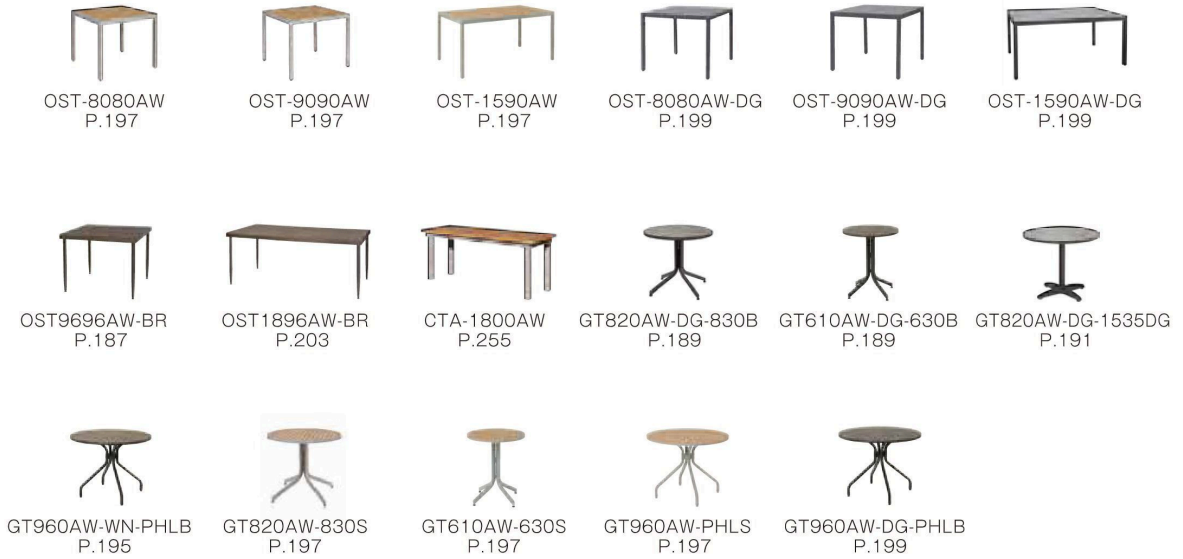 OST-8080AW
P.197
OST-9090AW
P.197
OST-1590AW
P.197
OST-8080AW-DG
P.199
OST-9090AW-DG
P.199
OST-1590AW-DG
P.199
OST9696AW-BR
P.187
OST1896AW-BR
P.203
CTA-1800AW
P.255
GT820AW-DG-830B
P.189
GT610AW-DG-630B
P.189
GT820AW-DG-1535DG
P.191
GT960AW-WN-PHLB
P.195
GT820AW-830S
P.197
GT610AW-630S
P.197
GT960AW-PHLS
P.197
GT960AW-DG-PHLB
P.199